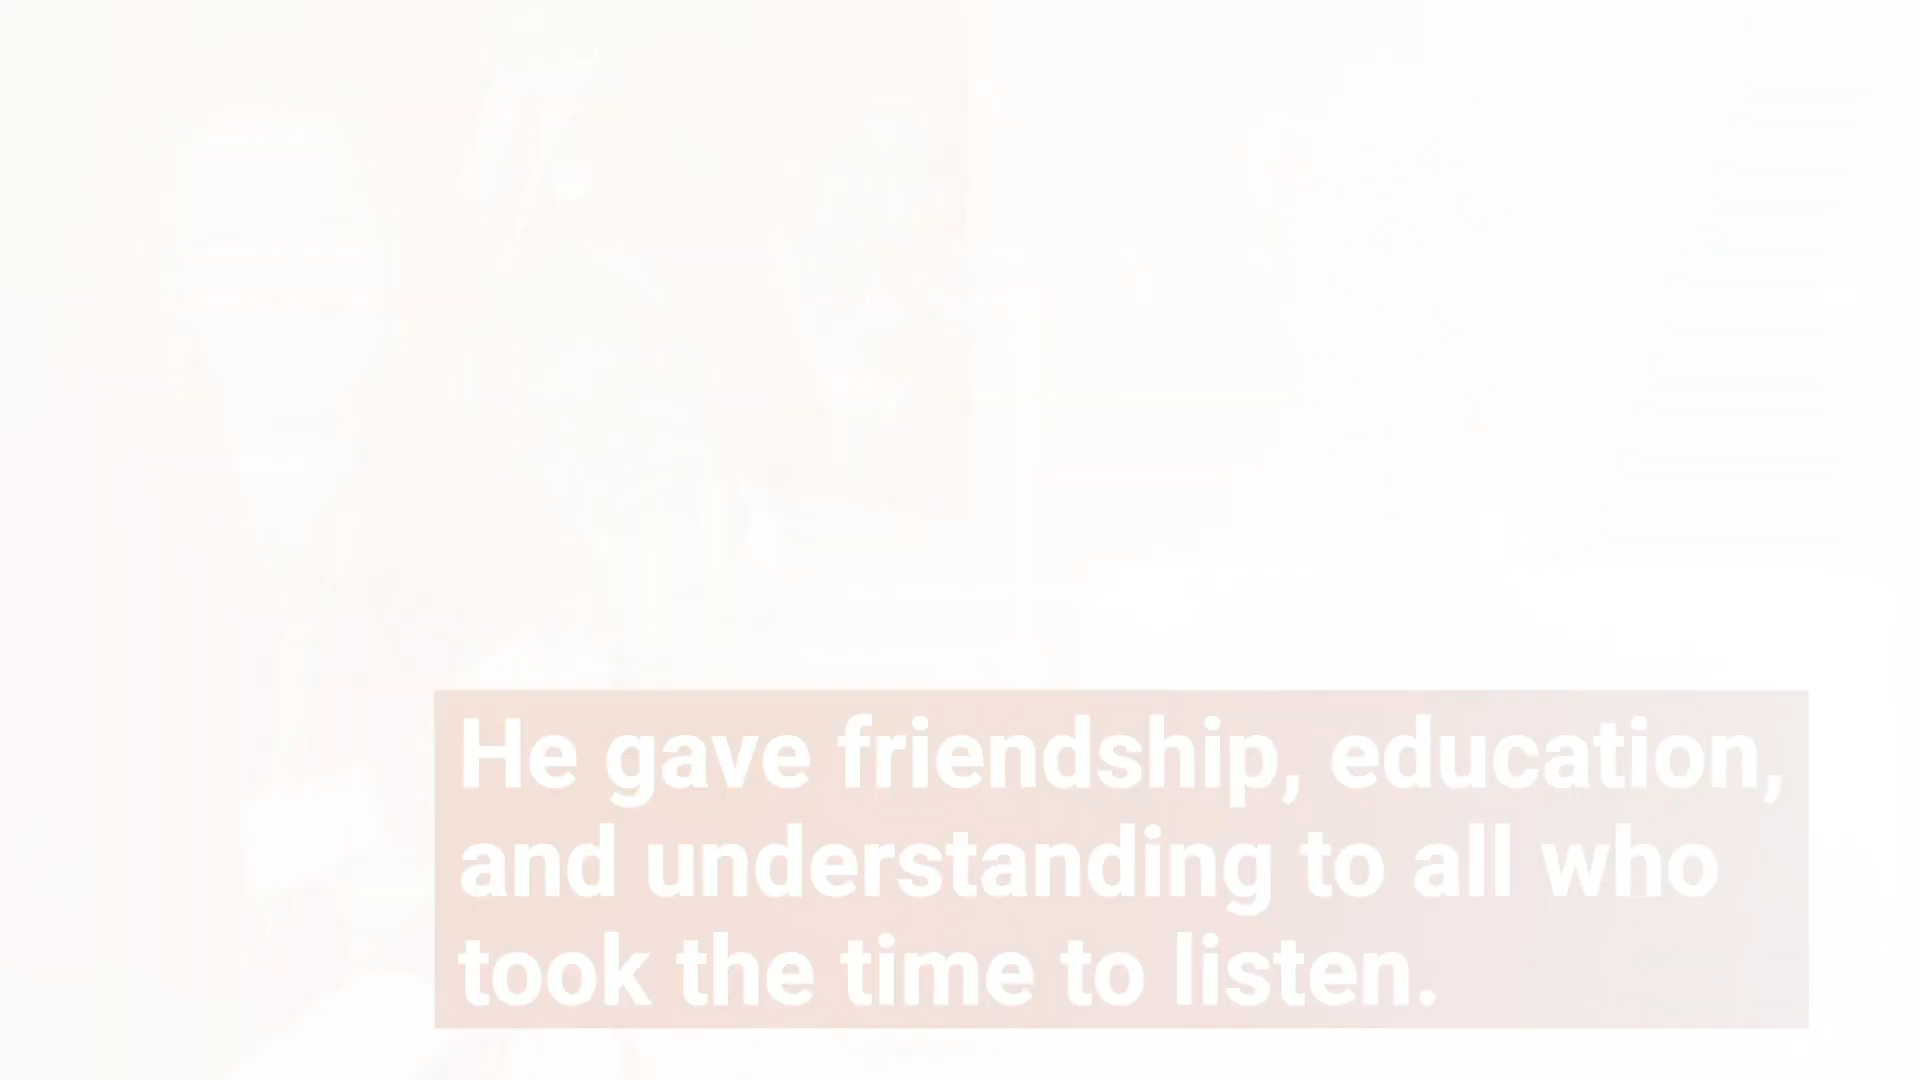 He gave friendship, education,
and understanding to all who
took the time to listen.